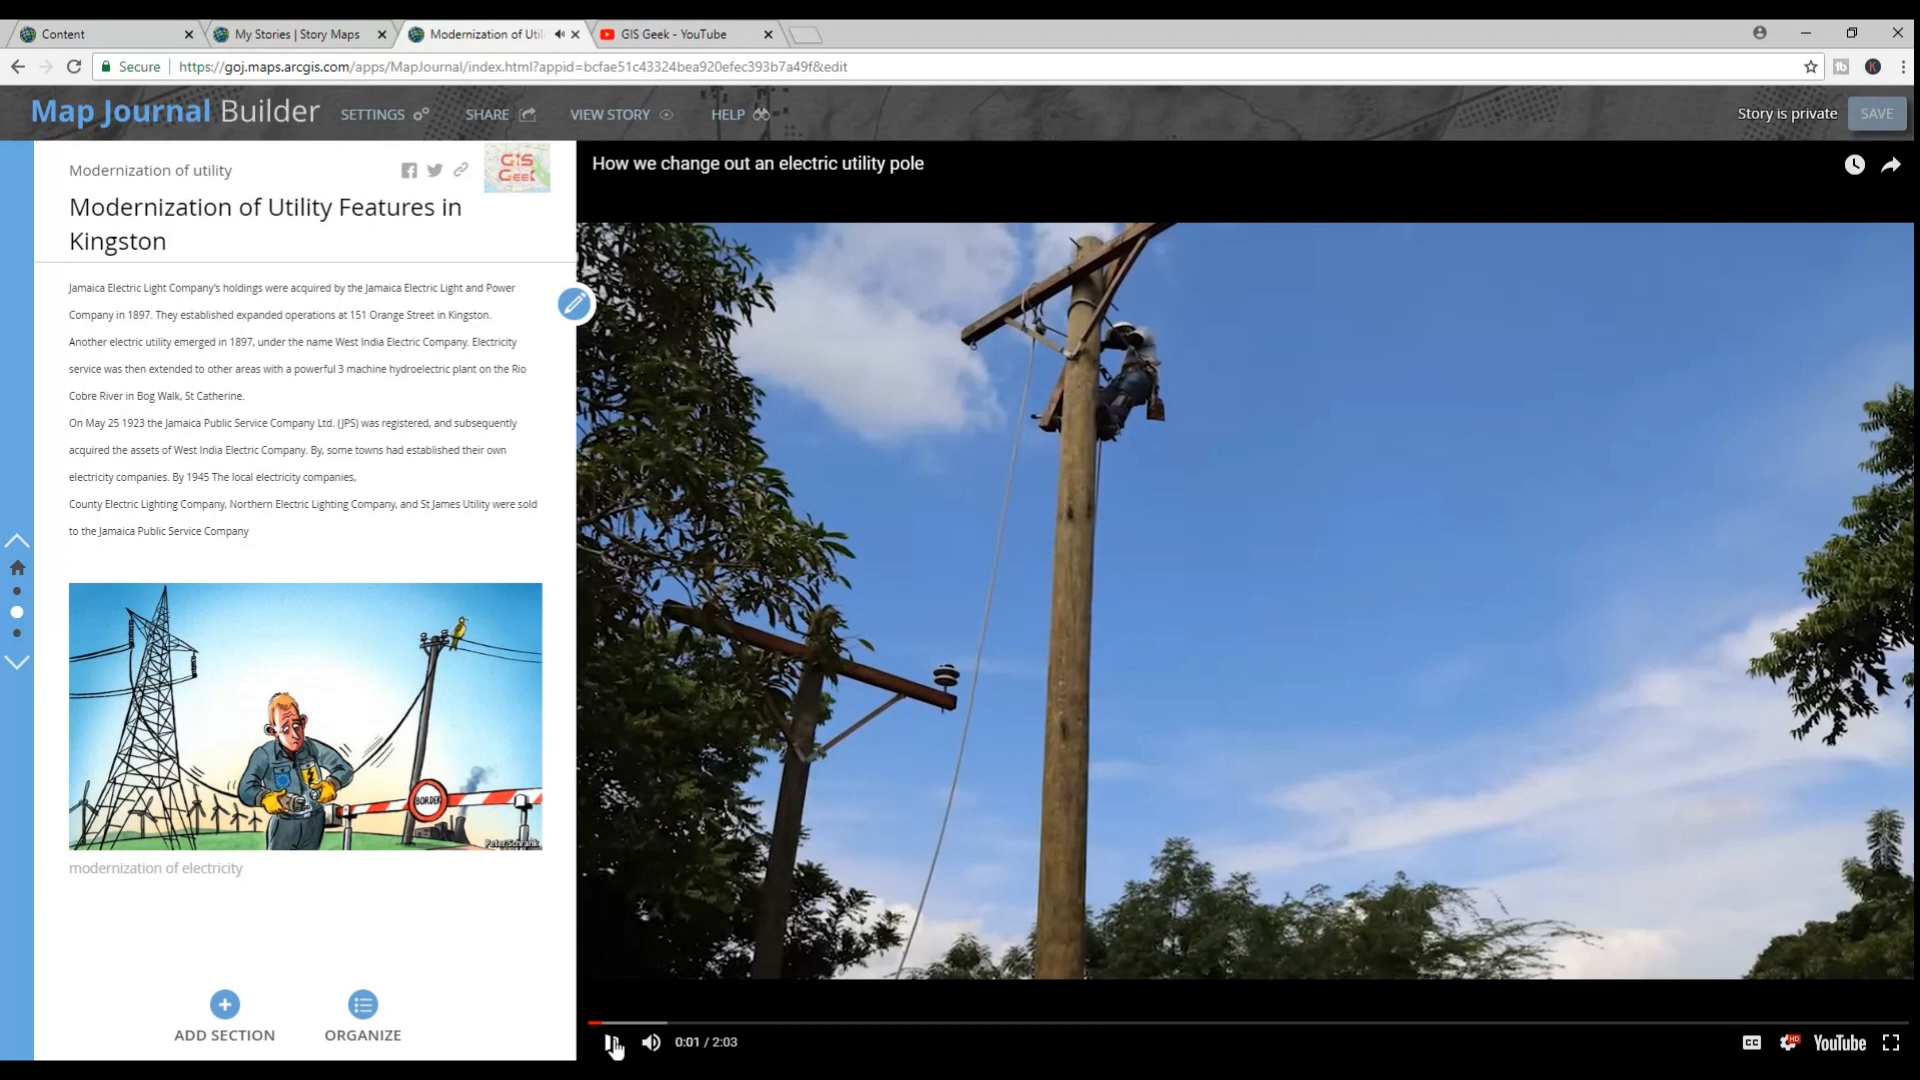 Content
My Stories | Story Maps
Modernization of Util
GIS Geek - YouTube
Secure
https://goj.maps.arcgis.com/apps/MapJournal/index.html?appid=bcfae51c43324bea920efec393b7a49f&edit
Map Journal Builder
SETTINGS
SHARE
VIEW STORY
HELP
Story is private
SAVE
Modernization of utility
GIS
Geek
Modernization of Utility Features in
Kingston
Jamaica Electric Light Company's holdings were acquired by the Jamaica Electric Light and Power
Company in 1897. They established expanded operations at 151 Orange Street in Kingston.
Another electric utility emerged in 1897, under the name West India Electric Company. Electricity
service was then extended to other areas with a powerful 3 machine hydroelectric plant on the Rio
Cobre River in Bog Walk, St Catherine.
On May 25 1923 the Jamaica Public Service Company Ltd. (JPS) was registered, and subsequently
acquired the assets of West India Electric Company. By, some towns had established their own
electricity companies. By 1945 The local electricity companies,
County Electric Lighting Company, Northern Electric Lighting Company, and St James Utility were sold
to the Jamaica Public Service Company
BORDER
Peter Schrank
modernization of electricity
ADD SECTION
ORGANIZE
How we change out an electric utility pole
0:01 / 2:03
CC
HD
YouTube